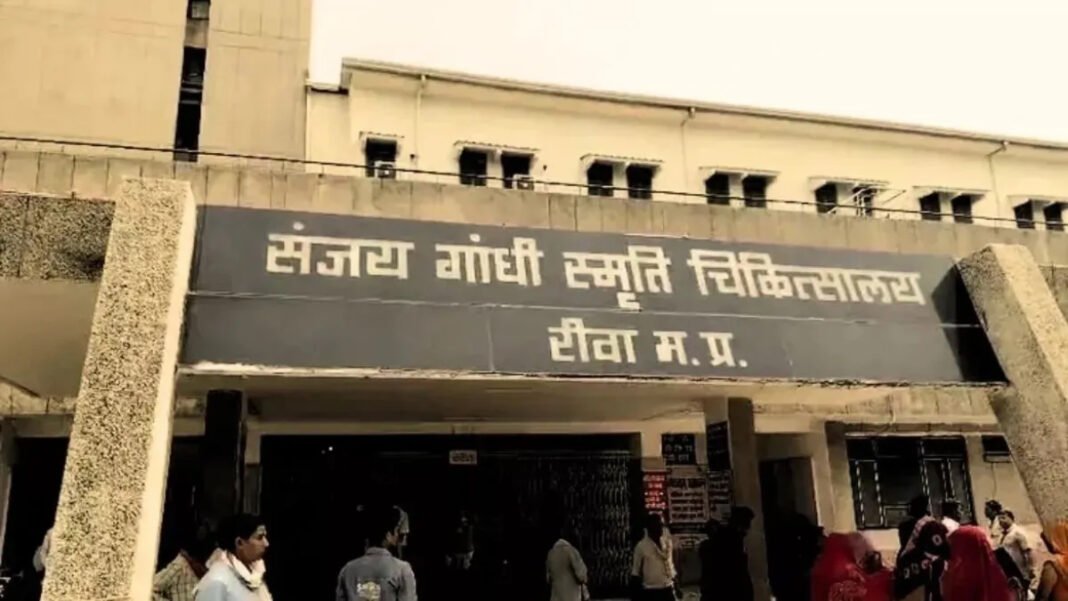 संजय गांधी स्मृति चिकित्सालय
रीवा म. प्र.